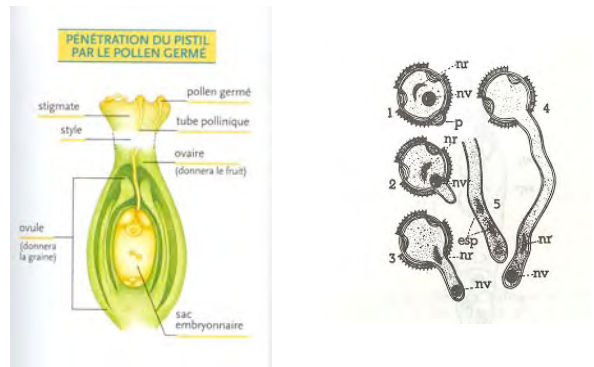 PÉNÉTRATION DU PISTIL
PAR LE POLLEN GERMÉ
pollen germé
stigmate
tube pollinique
style
ovaire
(donnera le fruit)
ovule
(donnera
la graine)
sac
embryonnaire
nr
nv
1
p
4
nr
2
nv
5
esp
3
nr
nv
nr
nv